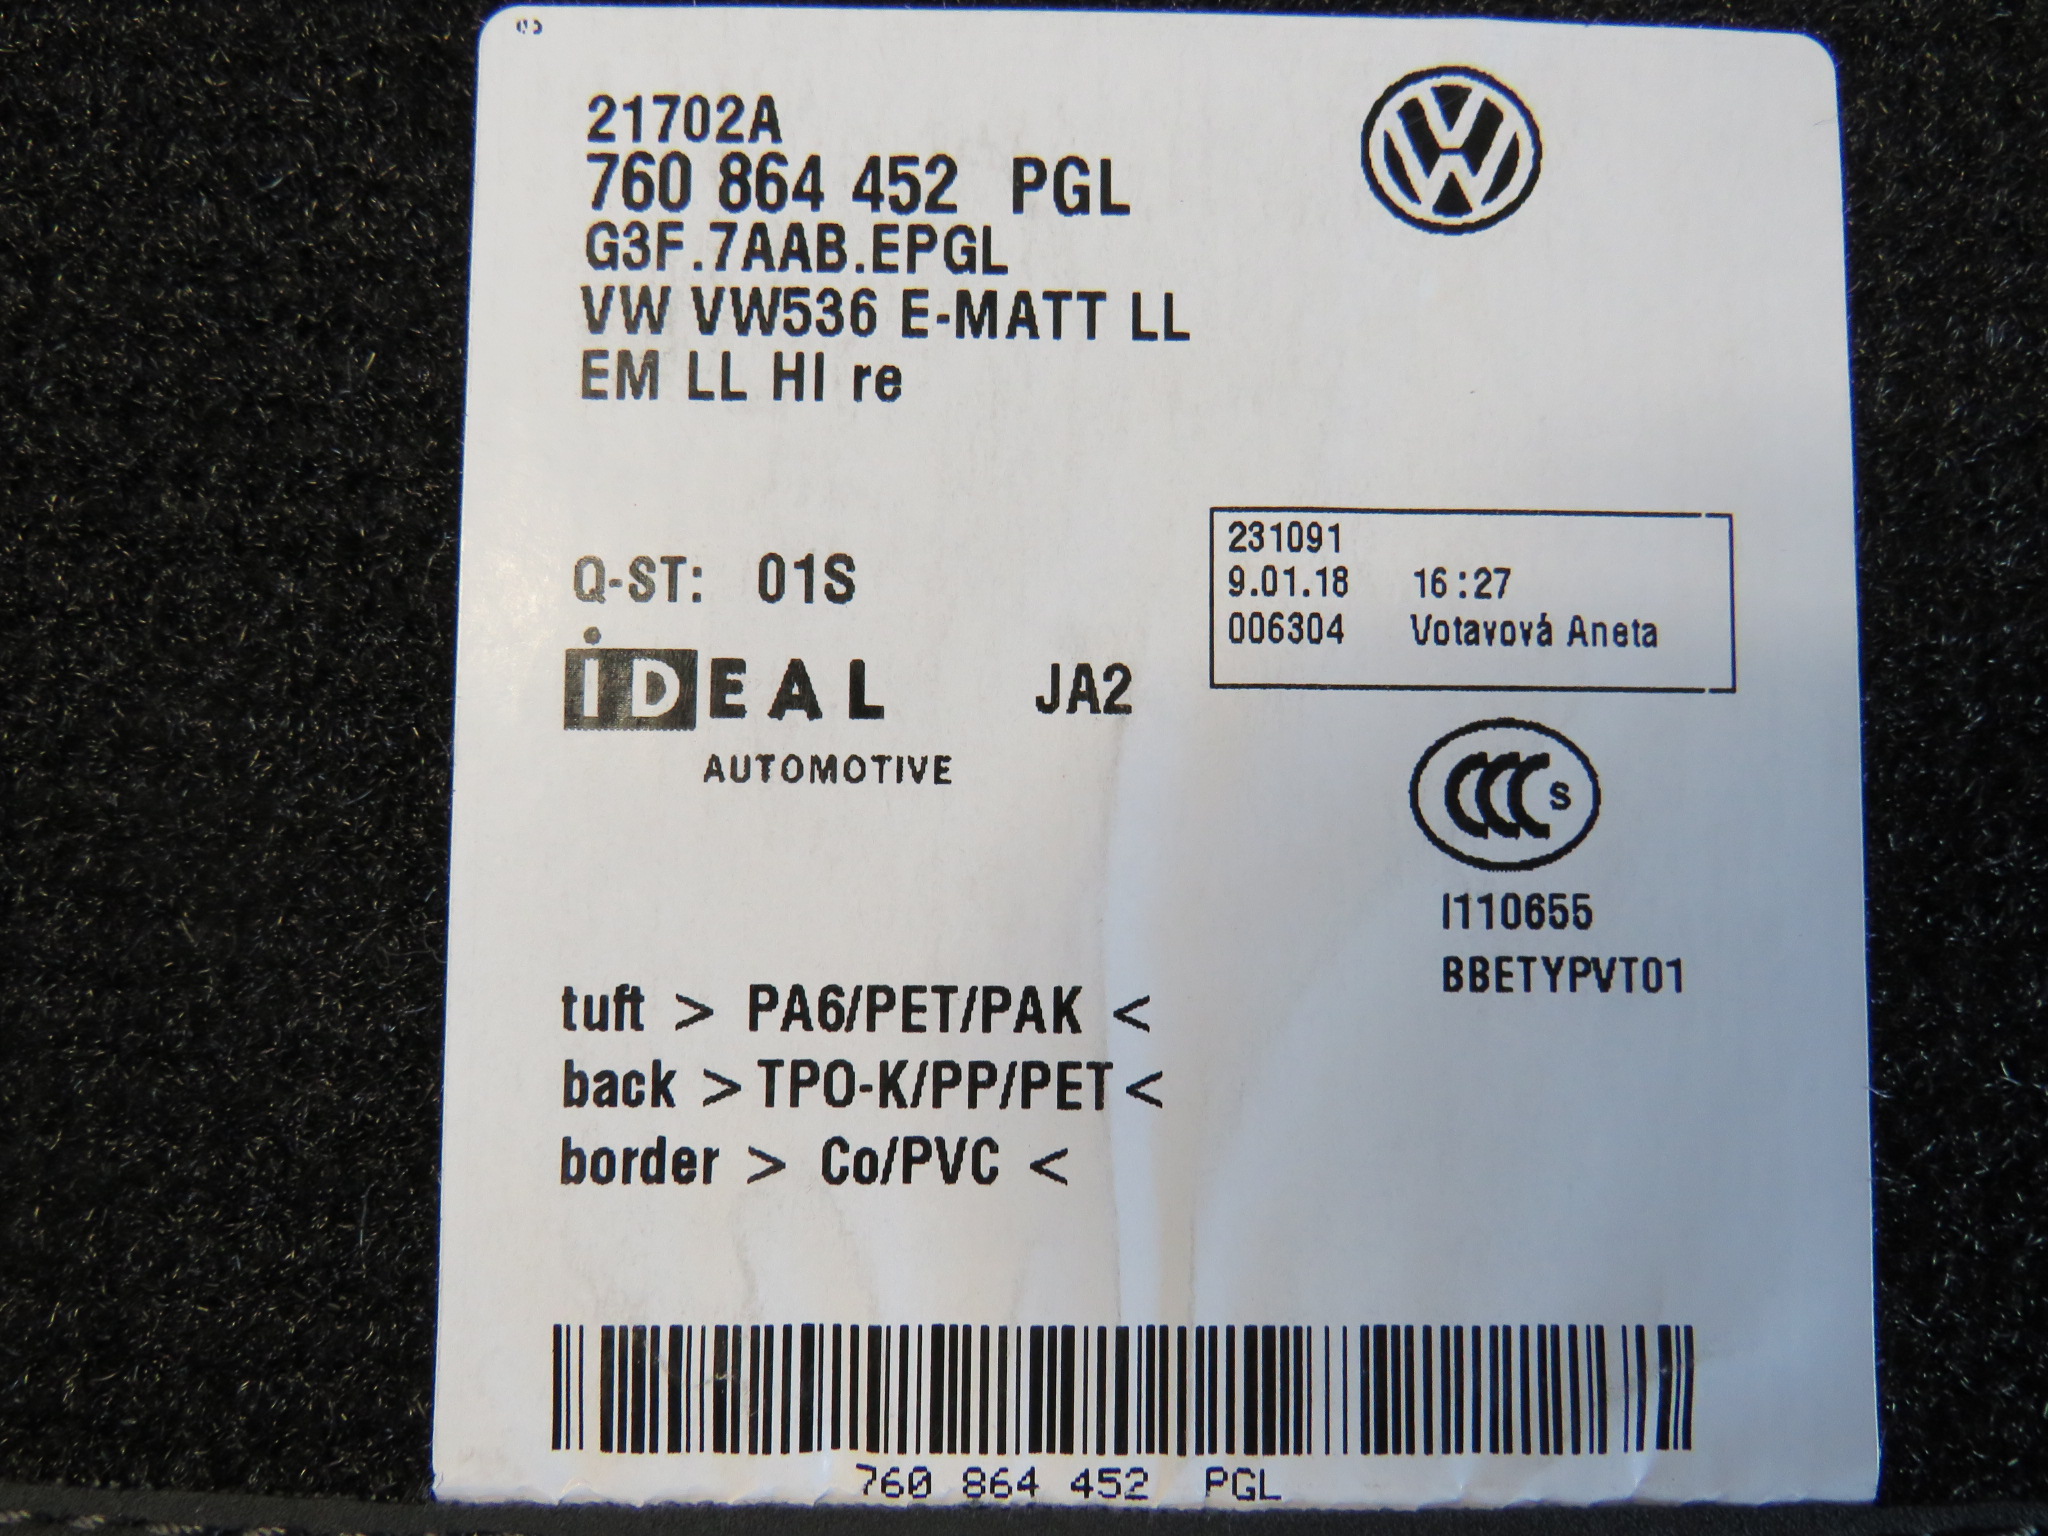 21702A
760 864 452 PGL
G3F.7AAB.EPGL
VW VW536 E-MATT LL
EM LL HI re
231091
9.01.18 16:27
006304 Votavová Aneta
Q-ST: 01S
iDEAL
AUTOMOTIVE
JA2
CCC S
I110655
BBETYPVT01
tuft > PA6/PET/PAK <
back > TPO-K/PP/PET <
border > Co/PVC <
760 864 452 PGL